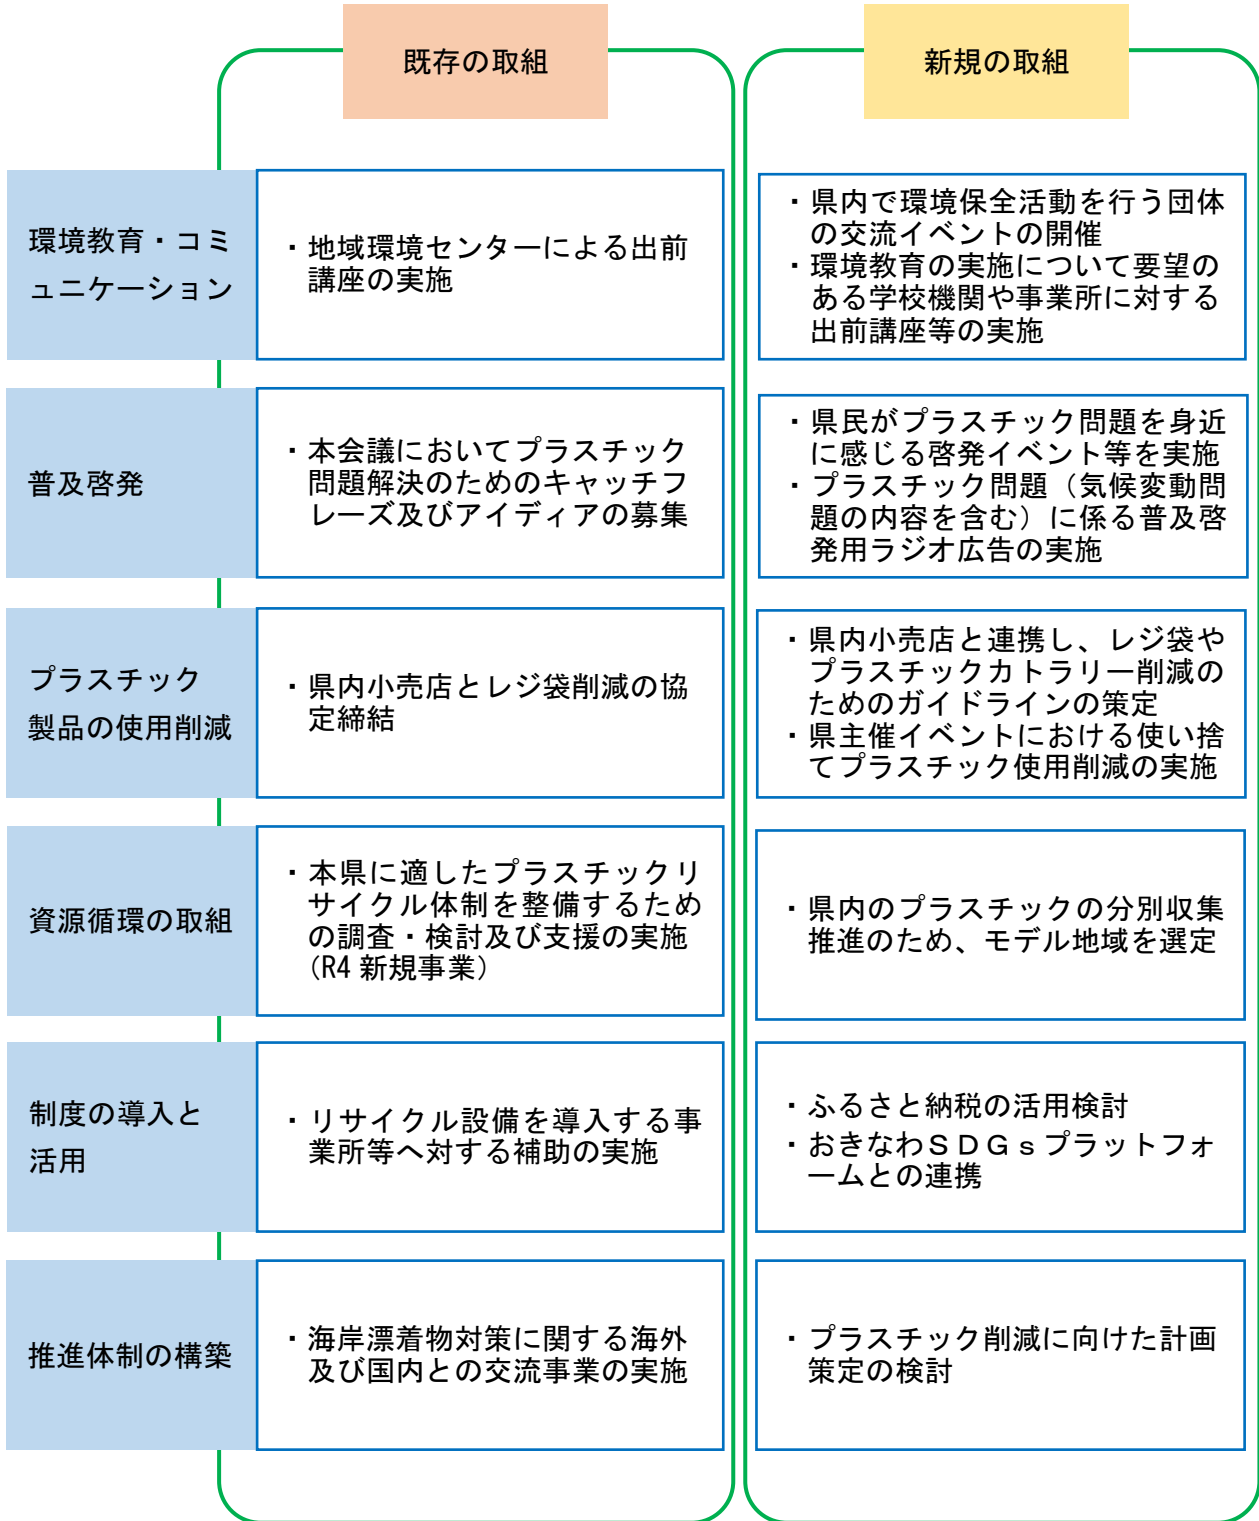 既存の取組
新規の取組
環境教育・コミ
ュニケーション
・地域環境センターによる出前
講座の実施
・県内で環境保全活動を行う団体
の交流イベントの開催
・環境教育の実施について要望の
ある学校機関や事業所に対する
出前講座等の実施
普及啓発
・本会議においてプラスチック
問題解決のためのキャッチフ
レーズ及びアイディアの募集
・県民がプラスチック問題を身近
に感じる啓発イベント等を実施
・プラスチック問題（気候変動問
題の内容を含む）に係る普及啓
発用ラジオ広告の実施
プラスチック
製品の使用削減
・県内小売店とレジ袋削減の協
定締結
・県内小売店と連携し、レジ袋や
プラスチックカトラリー削減の
ためのガイドラインの策定
・県主催イベントにおける使い捨
てプラスチック使用削減の実施
資源循環の取組
・本県に適したプラスチックリ
サイクル体制を整備するため
の調査・検討及び支援の実施
（R4 新規事業）
・県内のプラスチックの分別収集
推進のため、モデル地域を選定
制度の導入と
活用
・リサイクル設備を導入する事
業所等へ対する補助の実施
・ふるさと納税の活用検討
・おきなわＳＤＧｓプラットフォ
ームとの連携
推進体制の構築
・海岸漂着物対策に関する海外
及び国内との交流事業の実施
・プラスチック削減に向けた計画
策定の検討